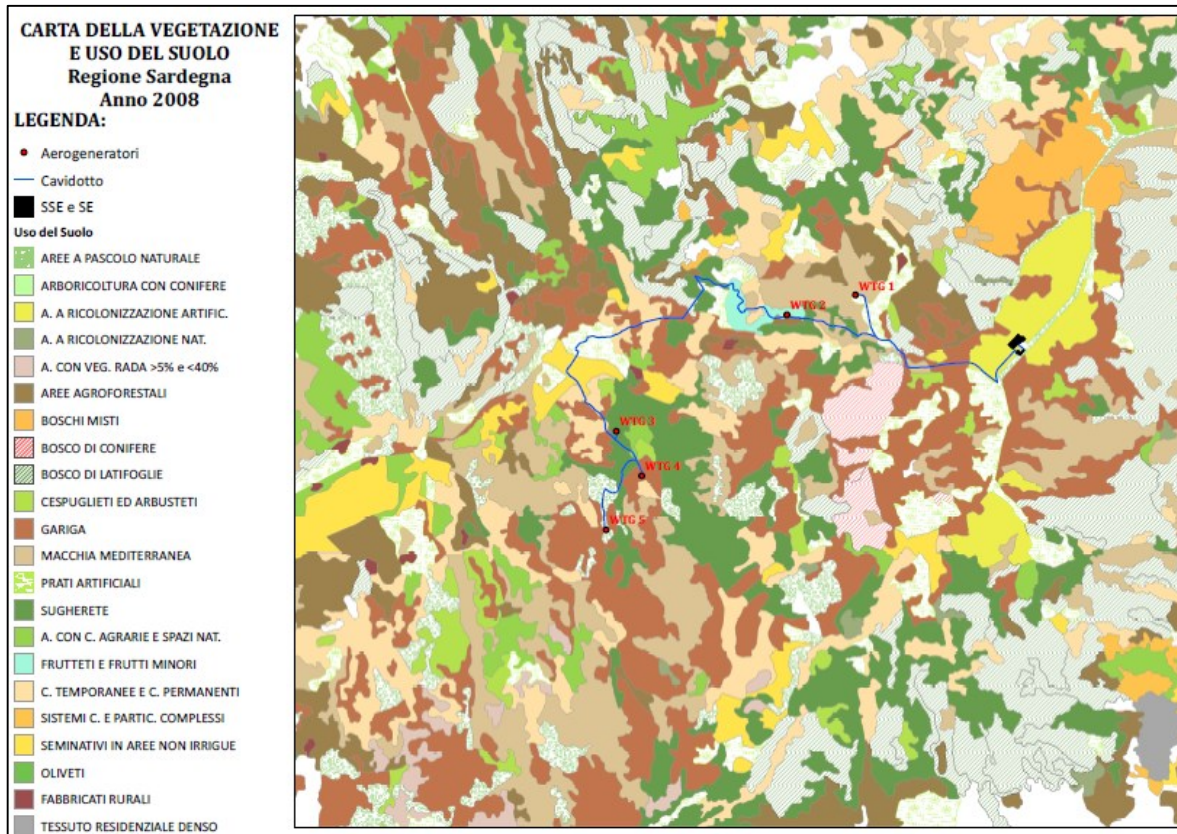 CARTA DELLA VEGETAZIONE
E USO DEL SUOLO
Regione Sardegna
Anno 2008
LEGENDA:
Aerogeneratori
Cavidotto
SSE e SE
Uso del Suolo
AREE A PASCOLO NATURALE
ARBORICOLTURA CON CONIFERE
A. A RICOLONIZZAZIONE ARTIFIC.
A. A RICOLONIZZAZIONE NAT.
A. CON VEG. RADA >5% e <40%
AREE AGROFORESTALI
BOSCHI MISTI
BOSCO DI CONIFERE
BOSCO DI LATIFOGLIE
CESPUGLIETI ED ARBUSTETI
GARIGA
MACCHIA MEDITERRANEA
PRATI ARTIFICIALI
SUGHERETE
A. CON C. AGRARIE E SPAZI NAT.
FRUTTETI E FRUTTI MINORI
C. TEMPORANEE E C. PERMANENTI
SISTEMI C. E PARTIC. COMPLESSI
SEMINATIVI IN AREE NON IRRIGUE
OLIVETI
FABBRICATI RURALI
TESSUTO RESIDENZIALE DENSO
WTG 1
WTG 2
WTG 3
WTG 4
WTG 5